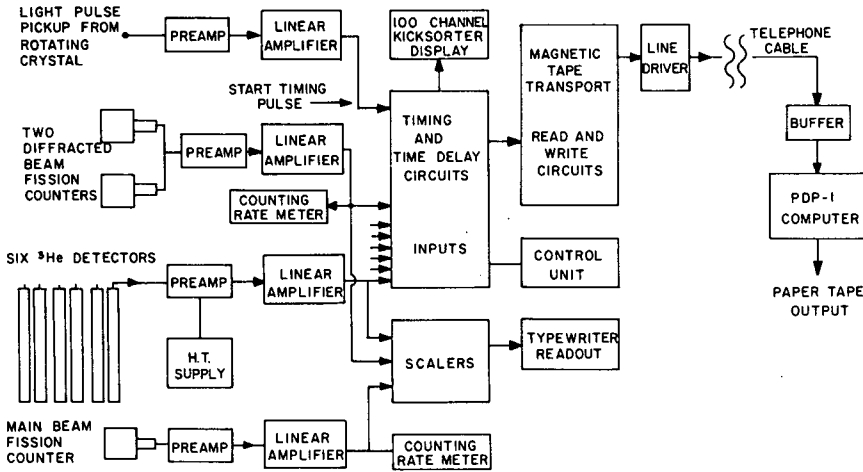 LIGHT PULSE
PICKUP FROM
ROTATING
CRYSTAL
PREAMP
LINEAR
AMPLIFIER
100 CHANNEL
KICKSORTER
DISPLAY
START TIMING
PULSE
TIMING
AND
TIME DELAY
CIRCUITS
INPUTS
MAGNETIC
TAPE
TRANSPORT
READ AND
WRITE
CIRCUITS
LINE
DRIVER
TELEPHONE
CABLE
BUFFER
PDP-1
COMPUTER
PAPER TAPE
OUTPUT
TWO
DIFFRACTED
BEAM
FISSION
COUNTERS
PREAMP
LINEAR
AMPLIFIER
COUNTING
RATE METER
CONTROL
UNIT
SIX ³He DETECTORS
PREAMP
LINEAR
AMPLIFIER
H.T.
SUPPLY
SCALERS
TYPEWRITER
READOUT
MAIN BEAM
FISSION
COUNTER
PREAMP
LINEAR
AMPLIFIER
COUNTING
RATE METER